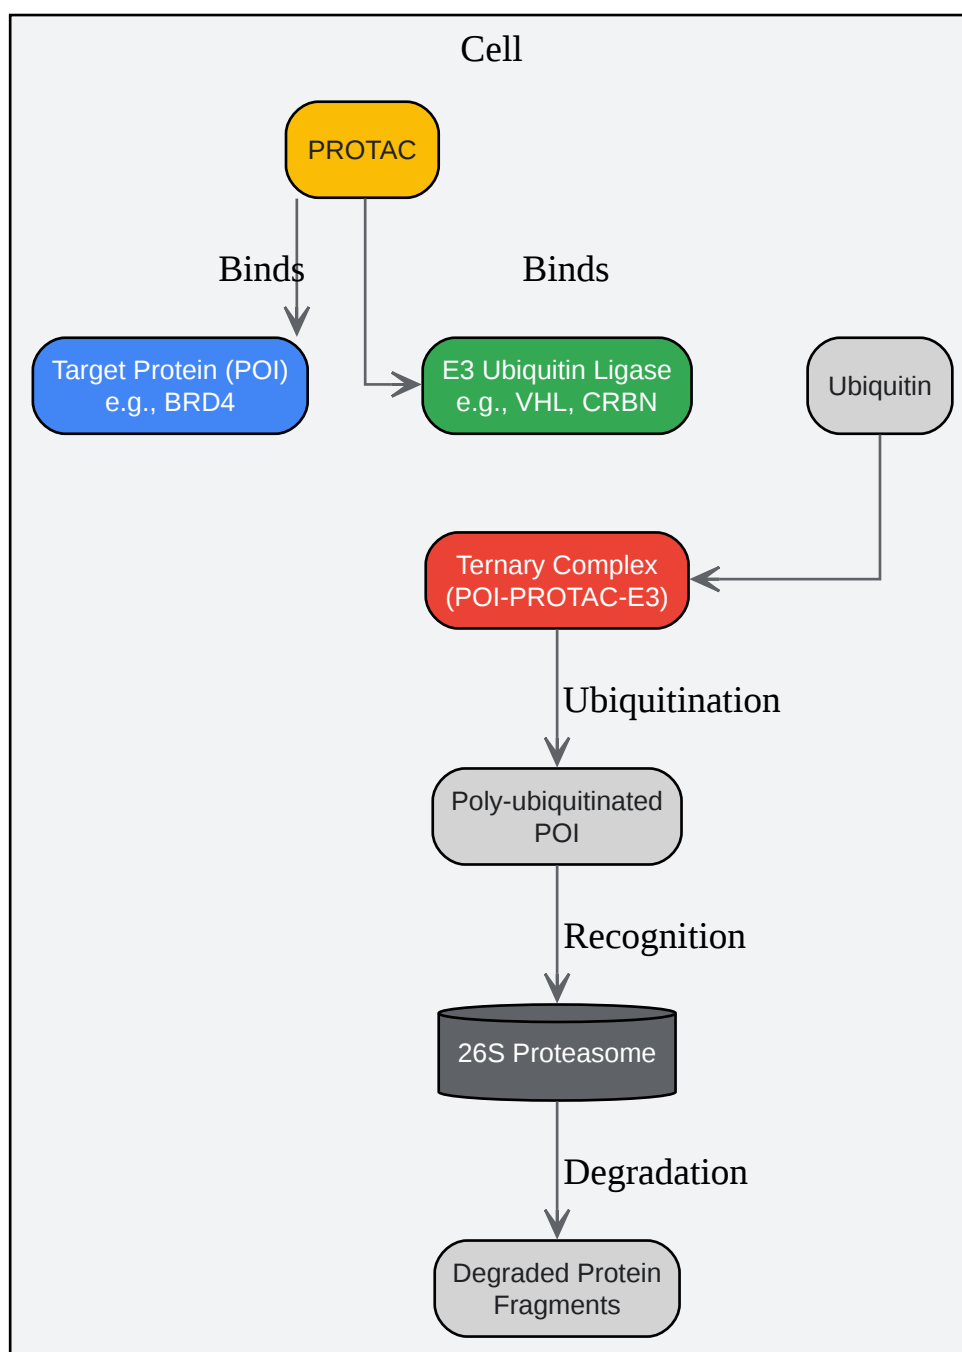 Cell
PROTAC
Binds
Binds
Target Protein (POI)
e.g., BRD4
E3 Ubiquitin Ligase
e.g., VHL, CRBN
Ubiquitin
Ternary Complex
(POI-PROTAC-E3)
Ubiquitination
Poly-ubiquitinated
POI
Recognition
26S Proteasome
Degradation
Degraded Protein
Fragments